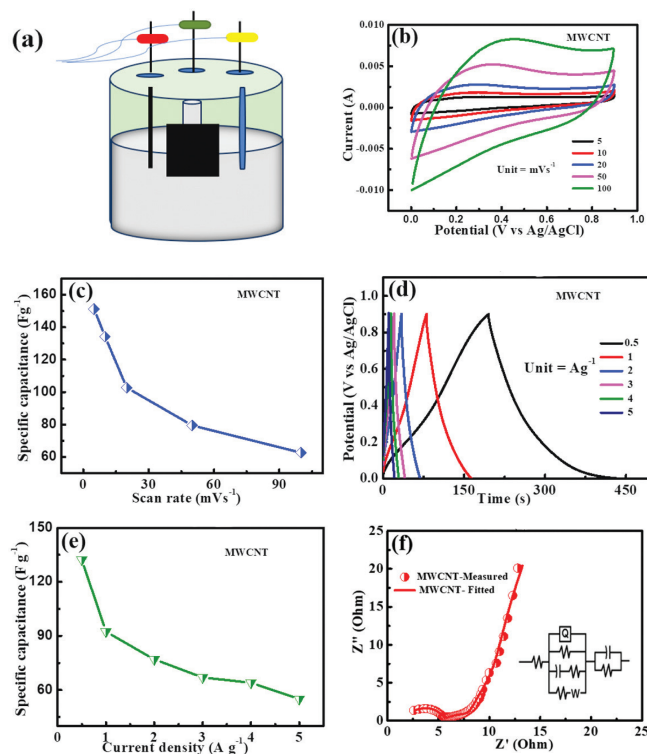 (a)
(b)
MWCNT
Current (A)
0.010
0.005
0.000
-0.005
-0.010
5
10
20
50
100
Unit = mVs-1
0.0 0.2 0.4 0.6 0.8 1.0
Potential (V vs Ag/AgCl)
(c)
MWCNT
Specific capacitance (Fg-1)
160
140
120
100
80
60
0 15 30 45 60 75 90
Scan rate (mVs-1)
(d)
MWCNT
Potential (V vs Ag/AgCl)
1.0
0.8
0.6
0.4
0.2
0.0
0.5
1
2
3
4
5
Unit = Ag-1
0 150 300 450
Time (s)
(e)
MWCNT
Specific capacitance (F g-1)
150
120
90
60
1 2 3 4 5
Current density (A g-1)
(f)
MWCNT-Measured
MWCNT- Fitted
Z'' (Ohm)
25
20
15
10
5
0
Q
W
0 5 10 15 20 25
Z' (Ohm)